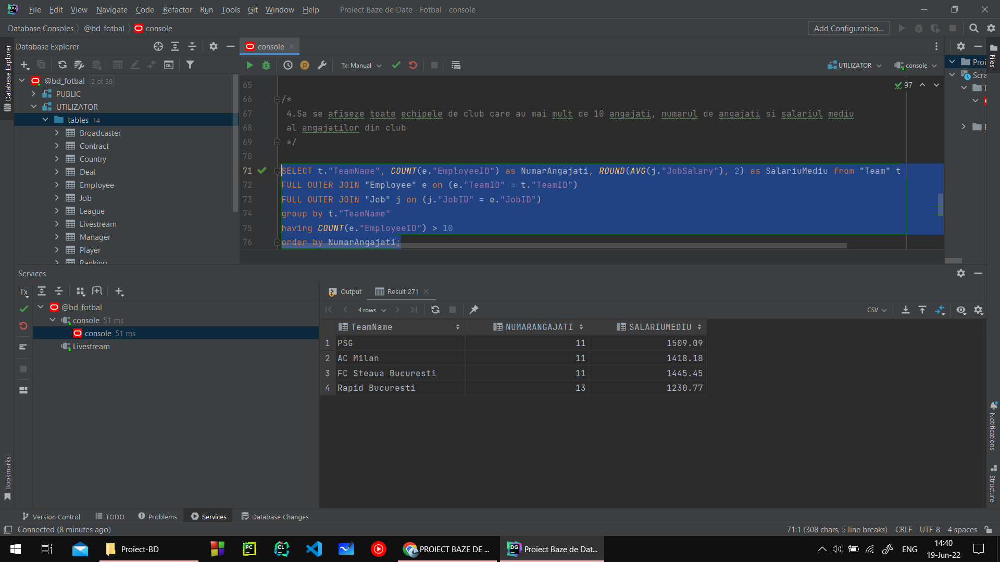 File Edit View Navigate Code Refactor Run Tools Git Window Help Proiect Baze de Date - Fotbal - console
Database Consoles @bd_fotbal console Add Configuration...
Database Explorer console
Tx: Manual UTILIZATOR console
@bd_fotbal 2 of 39
PUBLIC
UTILIZATOR
tables 14
Broadcaster
Contract
Country
Deal
Employee
Job
League
Livestream
Manager
Player
Ranking
97
65
66 /*
67 4.Sa se afiseze toate echipele de club care au mai mult de 10 angajati, numarul de angajati si salariul mediu
68 al angajatilor din club
69 */
70
71 SELECT t."TeamName", COUNT(e."EmployeeID") as NumarAngajati, ROUND(AVG(j."JobSalary"), 2) as SalariuMediu from "Team" t
72 FULL OUTER JOIN "Employee" e on (e."TeamID" = t."TeamID")
73 FULL OUTER JOIN "Job" j on (j."JobID" = e."JobID")
74 group by t."TeamName"
75 having COUNT(e."EmployeeID") > 10
76 order by NumarAngajati;
Proi
Scra
Database Explorer
Files
Services
Tx
@bd_fotbal
console 51 ms
console 51 ms
Livestream
Output Result 271
4 rows CSV
TeamName NUMARANGAJATI SALARIUMEDIU
1 PSG 11 1509.09
2 AC Milan 11 1418.18
3 FC Steaua Bucuresti 11 1445.45
4 Rapid Bucuresti 13 1230.77
Bookmarks
Notifications
Structure
Version Control TODO Problems Services Database Changes
Connected (8 minutes ago) 71:1 (308 chars, 5 line breaks) CRLF UTF-8 4 spaces
Proiect-BD PROIECT BAZE DE ... Proiect Baze de Dat... ENG 14:40
19-Jun-22